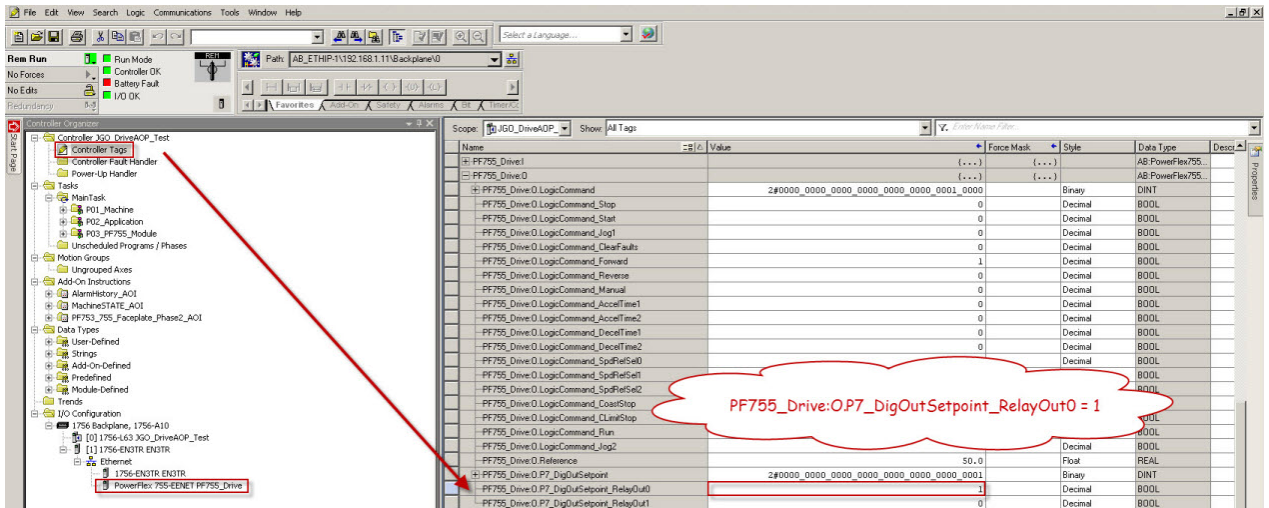 File Edit View Search Logic Communications Tools Window Help
Select a Language...
Rem Run
Run Mode
REM
Path: AB_ETHIP-1\192.168.1.11\Backplane\0
No Forces
Controller OK
Battery Fault
No Edits
I/O OK
Redundancy
Favorites Add-On Safety Alarms Bit
Start Page
Controller Organizer
Controller JGO_DriveAOP_Test
Controller Tags
Controller Fault Handler
Power-Up Handler
Tasks
MainTask
P01_Machine
P02_Application
P03_PF755_Module
Unscheduled Programs / Phases
Motion Groups
Ungrouped Axes
Add-On Instructions
AlarmHistory_AOI
MachineSTATE_AOI
PF753_755_Faceplate_Phase2_AOI
Data Types
User-Defined
Strings
Add-On-Defined
Predefined
Module-Defined
Trends
I/O Configuration
1756 Backplane, 1756-A10
[0] 1756-L63 JGO_DriveAOP_Test
[1] 1756-EN3TR EN3TR
Ethernet
1756-EN3TR EN3TR
PowerFlex 755-EENET PF755_Drive
Scope: JGO_DriveAOP_ Show: All Tags
Enter Name Filter...
Name Value Force Mask Style Data Type Descr
PF755_Drive:I {...} {...} AB:PowerFlex755...
PF755_Drive:O {...} {...} AB:PowerFlex755...
PF755_Drive:O.LogicCommand 2#0000_0000_0000_0000_0000_0000_0001_0000 Binary DINT
PF755_Drive:O.LogicCommand_Stop 0 Decimal BOOL
PF755_Drive:O.LogicCommand_Start 0 Decimal BOOL
PF755_Drive:O.LogicCommand_Jog1 0 Decimal BOOL
PF755_Drive:O.LogicCommand_ClearFaults 0 Decimal BOOL
PF755_Drive:O.LogicCommand_Forward 1 Decimal BOOL
PF755_Drive:O.LogicCommand_Reverse 0 Decimal BOOL
PF755_Drive:O.LogicCommand_Manual 0 Decimal BOOL
PF755_Drive:O.LogicCommand_AccelTime1 0 Decimal BOOL
PF755_Drive:O.LogicCommand_AccelTime2 0 Decimal BOOL
PF755_Drive:O.LogicCommand_DecelTime1 0 Decimal BOOL
PF755_Drive:O.LogicCommand_DecelTime2 0 Decimal BOOL
PF755_Drive:O.LogicCommand_SpdRefSel0 Decimal BOOL
PF755_Drive:O.LogicCommand_SpdRefSel1 BOOL
PF755_Drive:O.LogicCommand_SpdRefSel2 BOOL
PF755_Drive:O.LogicCommand_CoastStop
PF755_Drive:O.LogicCommand_CLimitStop BOOL
PF755_Drive:O.LogicCommand_Run BOOL
PF755_Drive:O.LogicCommand_Jog2 Decimal BOOL
PF755_Drive:O.Reference 50.0 Float REAL
PF755_Drive:O.P7_DigOutSetpoint 2#0000_0000_0000_0000_0000_0000_0000_0001 Binary DINT
PF755_Drive:O.P7_DigOutSetpoint_RelayOut0 1 Decimal BOOL
PF755_Drive:O.P7_DigOutSetpoint_RelayOut1 0 Decimal BOOL
PF755_Drive:O.P7_DigOutSetpoint_RelayOut0 = 1
Properties